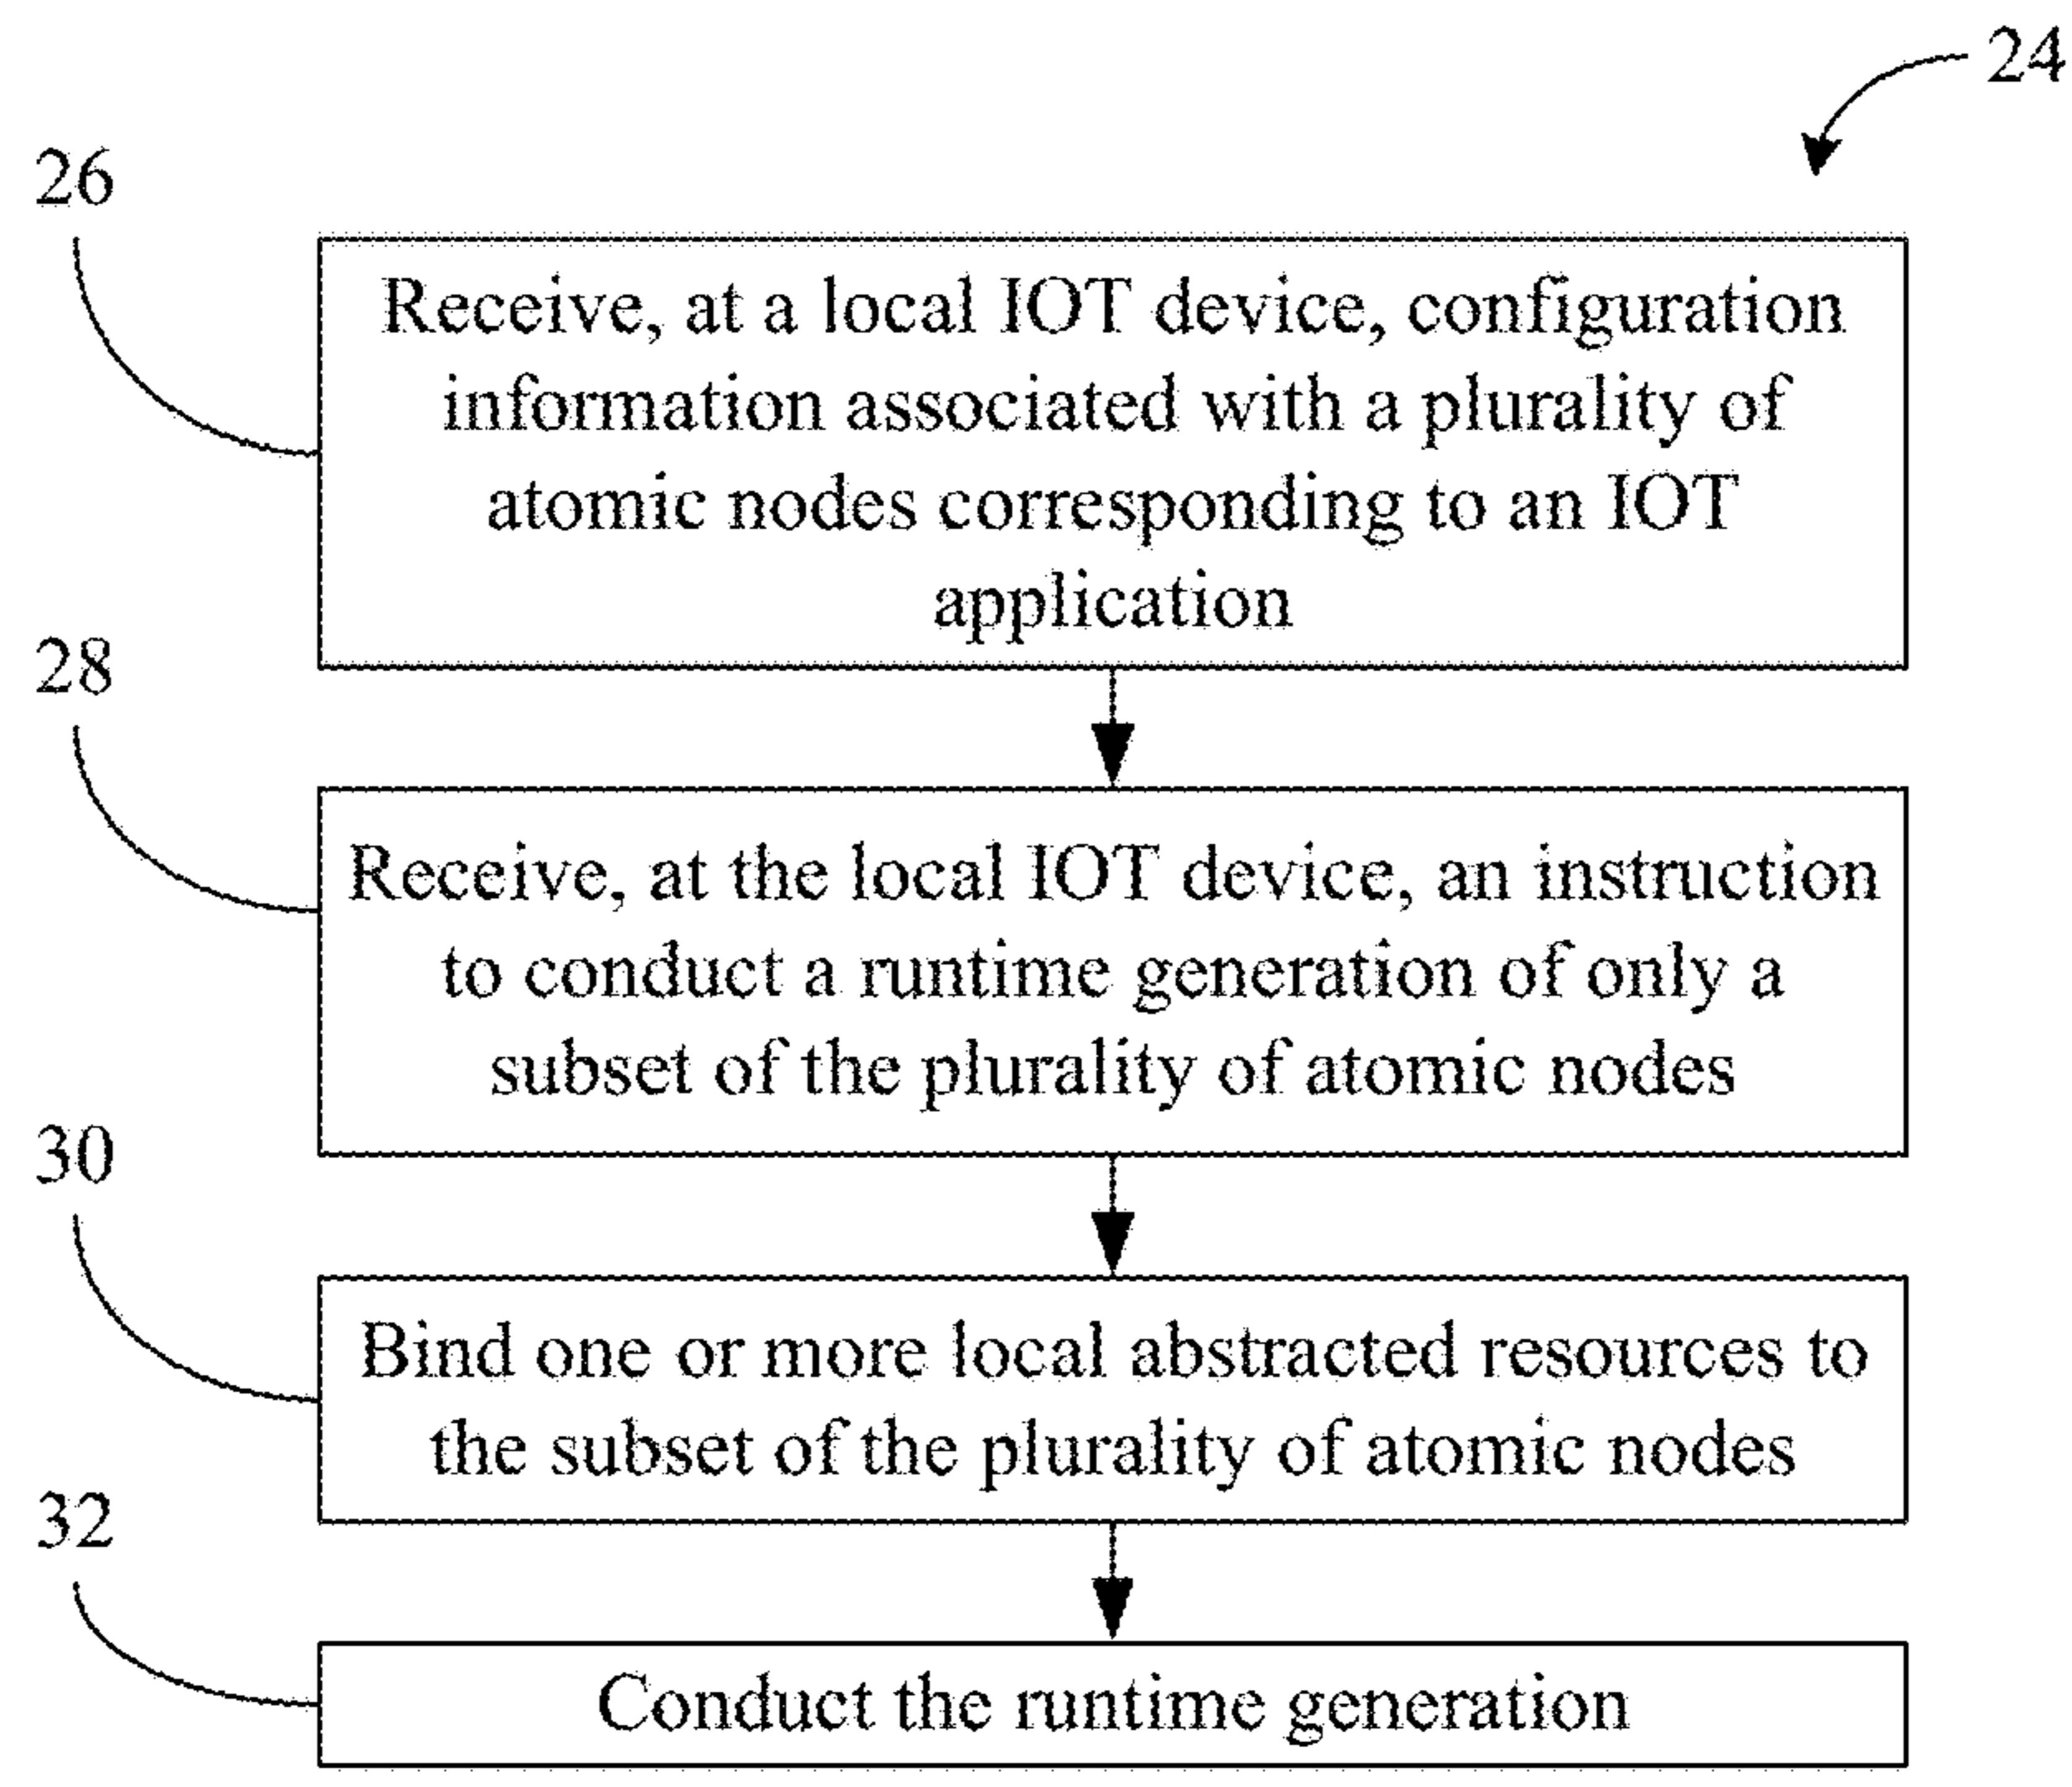 24
26
Receive, at a local IOT device, configuration
information associated with a plurality of
atomic nodes corresponding to an IOT
application
28
Receive, at the local IOT device, an instruction
to conduct a runtime generation of only a
subset of the plurality of atomic nodes
30
Bind one or more local abstracted resources to
the subset of the plurality of atomic nodes
32
Conduct the runtime generation